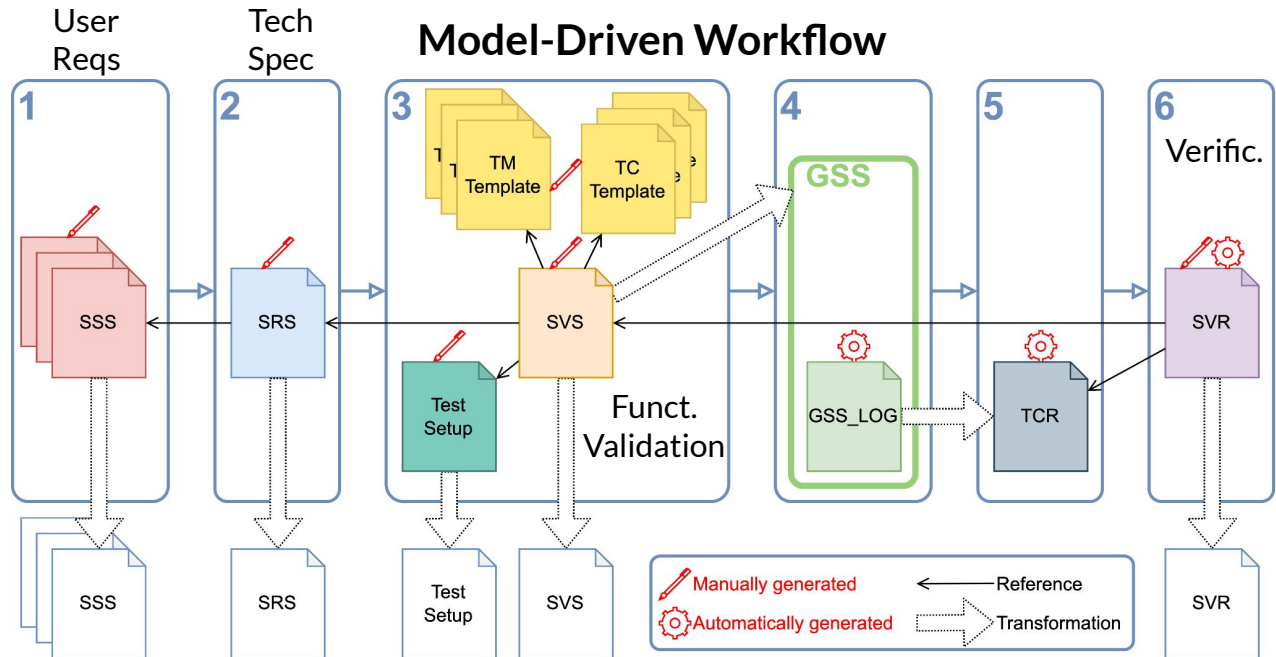 User
Reqs
Tech
Spec
Model-Driven Workflow
1
2
3
4
5
6
T
T
TM
Template
TC
Template
e
e
GSS
Verific.
SSS
SRS
SVS
SVR
Test
Setup
Funct.
Validation
GSS_LOG
TCR
SSS
SRS
Test
Setup
SVS
SVR
Manually generated
Reference
Automatically generated
Transformation